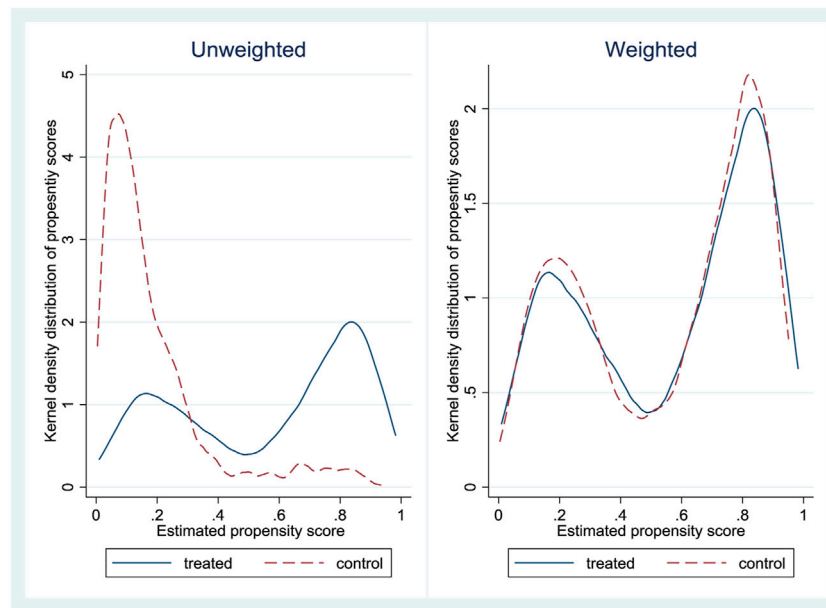 Unweighted
Kernel density distribution of propesntiy scores
5
4
3
2
1
0
0 .2 .4 .6 .8 1
Estimated propensity score
treated control
Weighted
Kernel density distribution of propesntiy scores
2
1.5
1
.5
0
0 .2 .4 .6 .8 1
Estimated propensity score
treated control